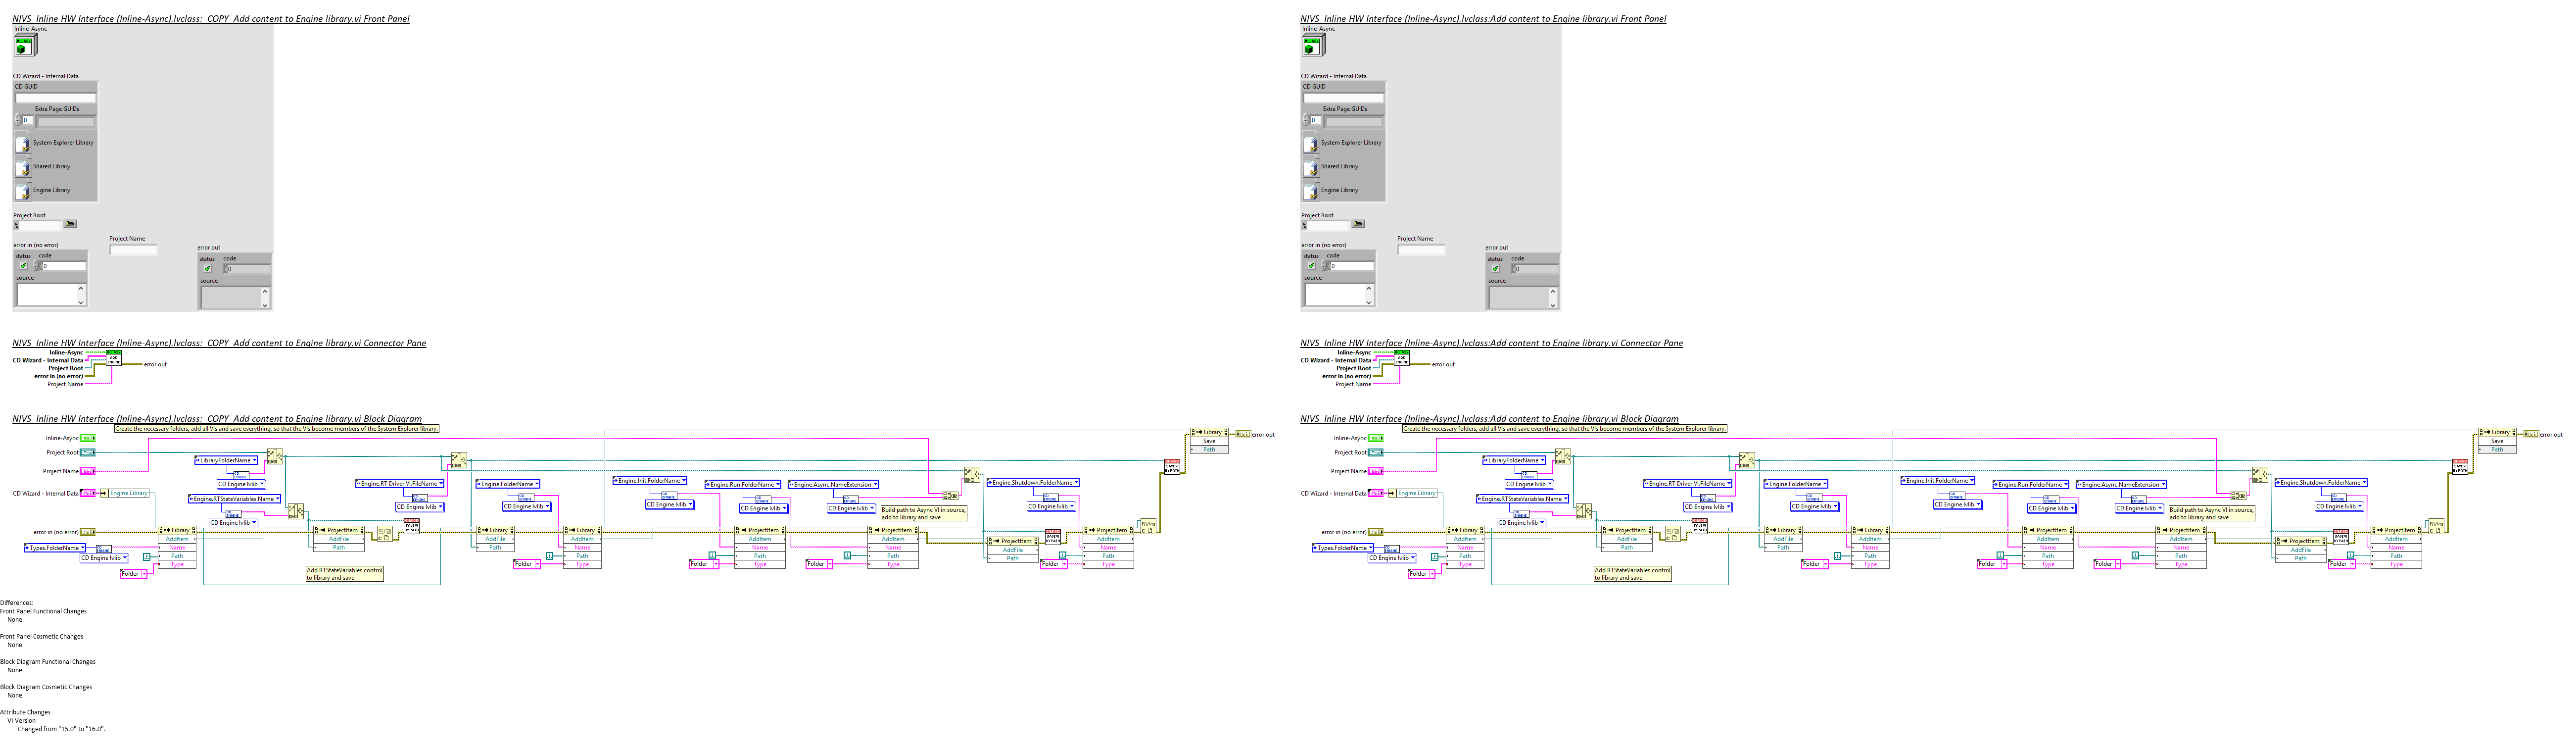 NIVS Inline HW Interface (Inline-Async).lvclass:_COPY_Add content to Engine library.vi Front Panel
Inline-Async
CD Wizard - Internal Data
CD GUID
Extra Page GUIDs
0
System Explorer Library
Shared Library
Engine Library
Project Root
Project Name
error in (no error)
status code
0
source
error out
status code
0
source
NIVS Inline HW Interface (Inline-Async).lvclass:_COPY_Add content to Engine library.vi Connector Pane
Inline-Async
CD Wizard - Internal Data
Project Root
error in (no error)
Project Name
ADD
ENGINE
error out
NIVS Inline HW Interface (Inline-Async).lvclass:_COPY_Add content to Engine library.vi Block Diagram
Create the necessary folders, add all VIs and save everything, so that the VIs become members of the System Explorer library.
Inline-Async
Project Root
Project Name
CD Wizard - Internal Data
Engine Library
error in (no error)
Types.FolderName
CD Engine lvlib
Folder
LibraryFolderName
CD Engine lvlib
Engine.RTStateVariables.Name
CD Engine lvlib
Library
AddItem
Name
Path
Type
ProjectItem
AddFile
Path
Add RTStateVariables control
to library and save
Engine.RT Driver VI.FileName
CD Engine lvlib
Engine.FolderName
CD Engine lvlib
Library
AddFile
Path
Folder
Library
AddItem
Name
Path
Type
Engine.Init.FolderName
CD Engine lvlib
Folder
Engine.Run.FolderName
CD Engine lvlib
ProjectItem
AddItem
Name
Path
Type
Engine.Async.NameExtension
CD Engine lvlib
Folder
ProjectItem
AddItem
Name
Path
Type
Build path to Async VI in source,
add to library and save
Engine.Shutdown.FolderName
CD Engine lvlib
ProjectItem
AddFile
Path
Folder
ProjectItem
AddItem
Name
Path
Type
Library
Save
Path
error out
NIVS Inline HW Interface (Inline-Async).lvclass:Add content to Engine library.vi Front Panel
Inline-Async
CD Wizard - Internal Data
CD GUID
Extra Page GUIDs
0
System Explorer Library
Shared Library
Engine Library
Project Root
Project Name
error in (no error)
status code
0
source
error out
status code
0
source
NIVS Inline HW Interface (Inline-Async).lvclass:Add content to Engine library.vi Connector Pane
Inline-Async
CD Wizard - Internal Data
Project Root
error in (no error)
Project Name
ADD
ENGINE
error out
NIVS Inline HW Interface (Inline-Async).lvclass:Add content to Engine library.vi Block Diagram
Create the necessary folders, add all VIs and save everything, so that the VIs become members of the System Explorer library.
Inline-Async
Project Root
Project Name
CD Wizard - Internal Data
Engine Library
error in (no error)
Types.FolderName
CD Engine lvlib
Folder
LibraryFolderName
CD Engine lvlib
Engine.RTStateVariables.Name
CD Engine lvlib
Library
AddItem
Name
Path
Type
ProjectItem
AddFile
Path
Add RTStateVariables control
to library and save
Engine.RT Driver VI.FileName
CD Engine lvlib
Engine.FolderName
CD Engine lvlib
Library
AddFile
Path
Folder
Library
AddItem
Name
Path
Type
Engine.Init.FolderName
CD Engine lvlib
Folder
Engine.Run.FolderName
CD Engine lvlib
ProjectItem
AddItem
Name
Path
Type
Engine.Async.NameExtension
CD Engine lvlib
Folder
ProjectItem
AddItem
Name
Path
Type
Build path to Async VI in source,
add to library and save
Engine.Shutdown.FolderName
CD Engine lvlib
ProjectItem
AddFile
Path
Folder
ProjectItem
AddItem
Name
Path
Type
Library
Save
Path
error out
Differences:
Front Panel Functional Changes
None
Front Panel Cosmetic Changes
None
Block Diagram Functional Changes
None
Block Diagram Cosmetic Changes
None
Attribute Changes
VI Version
Changed from "15.0" to "16.0".